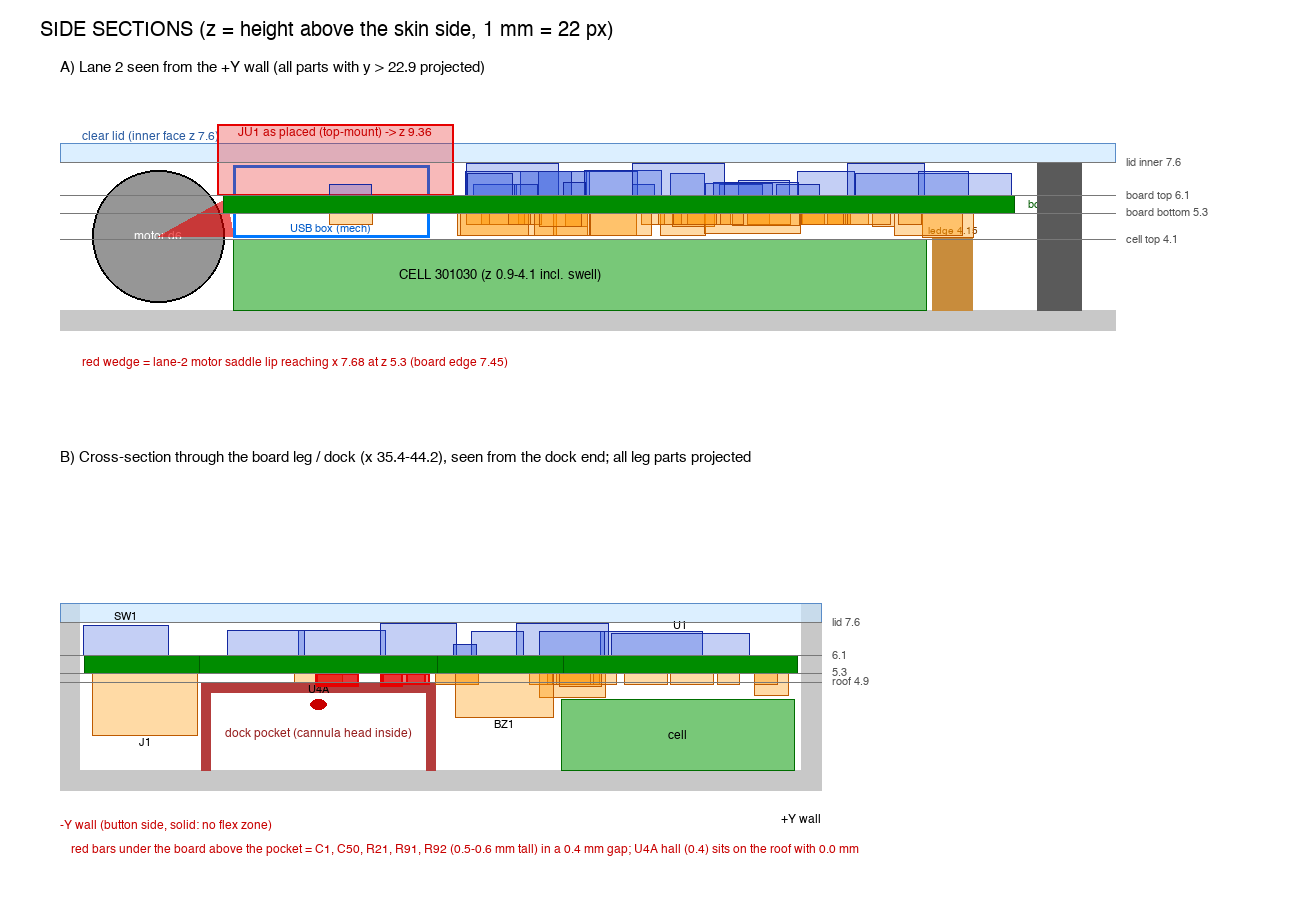 SIDE SECTIONS (z = height above the skin side, 1 mm = 22 px)
A) Lane 2 seen from the +Y wall (all parts with y > 22.9 projected)
clear lid (inner face z 7.6)
JU1 as placed (top-mount) -> z 9.36
lid inner 7.6
board top 6.1
bo
board bottom 5.3
motor d6
USB box (mech)
ledge 4.15
cell top 4.1
CELL 301030 (z 0.9-4.1 incl. swell)
red wedge = lane-2 motor saddle lip reaching x 7.68 at z 5.3 (board edge 7.45)
B) Cross-section through the board leg / dock (x 35.4-44.2), seen from the dock end; all leg parts projected
SW1
U1
lid 7.6
6.1
5.3
roof 4.9
U4A
dock pocket (cannula head inside)
BZ1
cell
J1
+Y wall
-Y wall (button side, solid: no flex zone)
red bars under the board above the pocket = C1, C50, R21, R91, R92 (0.5-0.6 mm tall) in a 0.4 mm gap; U4A hall (0.4) sits on the roof with 0.0 mm